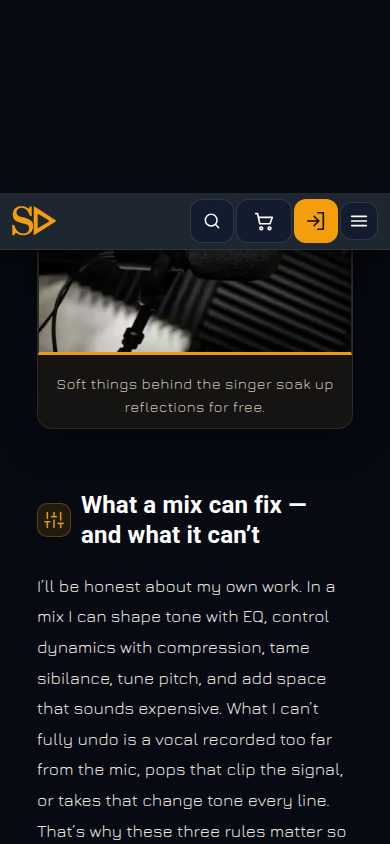 S
Soft things behind the singer soak up
reflections for free.
What a mix can fix —
and what it can’t
I’ll be honest about my own work. In a
mix I can shape tone with EQ, control
dynamics with compression, tame
sibilance, tune pitch, and add space
that sounds expensive. What I can’t
fully undo is a vocal recorded too far
from the mic, pops that clip the signal,
or takes that change tone every line.
That’s why these three rules matter so